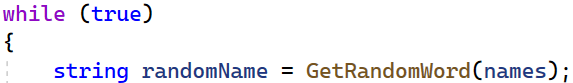 while (true)
{
    string randomName = GetRandomWord(names);